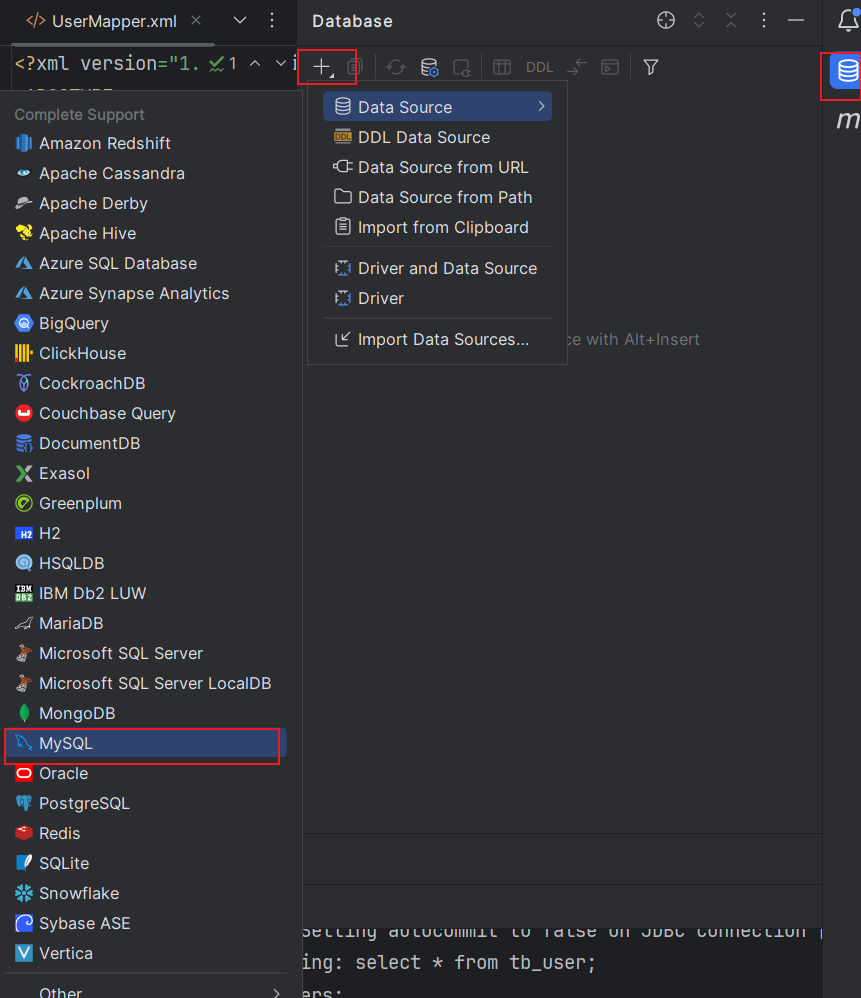 UserMapper.xml
Database
<?xml version="1.
1
DDL
Complete Support
Amazon Redshift
Apache Cassandra
Apache Derby
Apache Hive
Azure SQL Database
Azure Synapse Analytics
BigQuery
ClickHouse
CockroachDB
Couchbase Query
DocumentDB
Exasol
Greenplum
H2
H2
HSQLDB
IBM
DB2
IBM Db2 LUW
MariaDB
Microsoft SQL Server
Microsoft SQL Server LocalDB
MongoDB
MySQL
Oracle
PostgreSQL
Redis
SQLite
Snowflake
Sybase ASE
Vertica
Other
Data Source
DDL
DDL Data Source
Data Source from URL
Data Source from Path
Import from Clipboard
Driver and Data Source
Driver
Import Data Sources...
ce with Alt+Insert
m
Setting autocommit to false on JDBC Connection
ing: select * from tb_user;
ers: